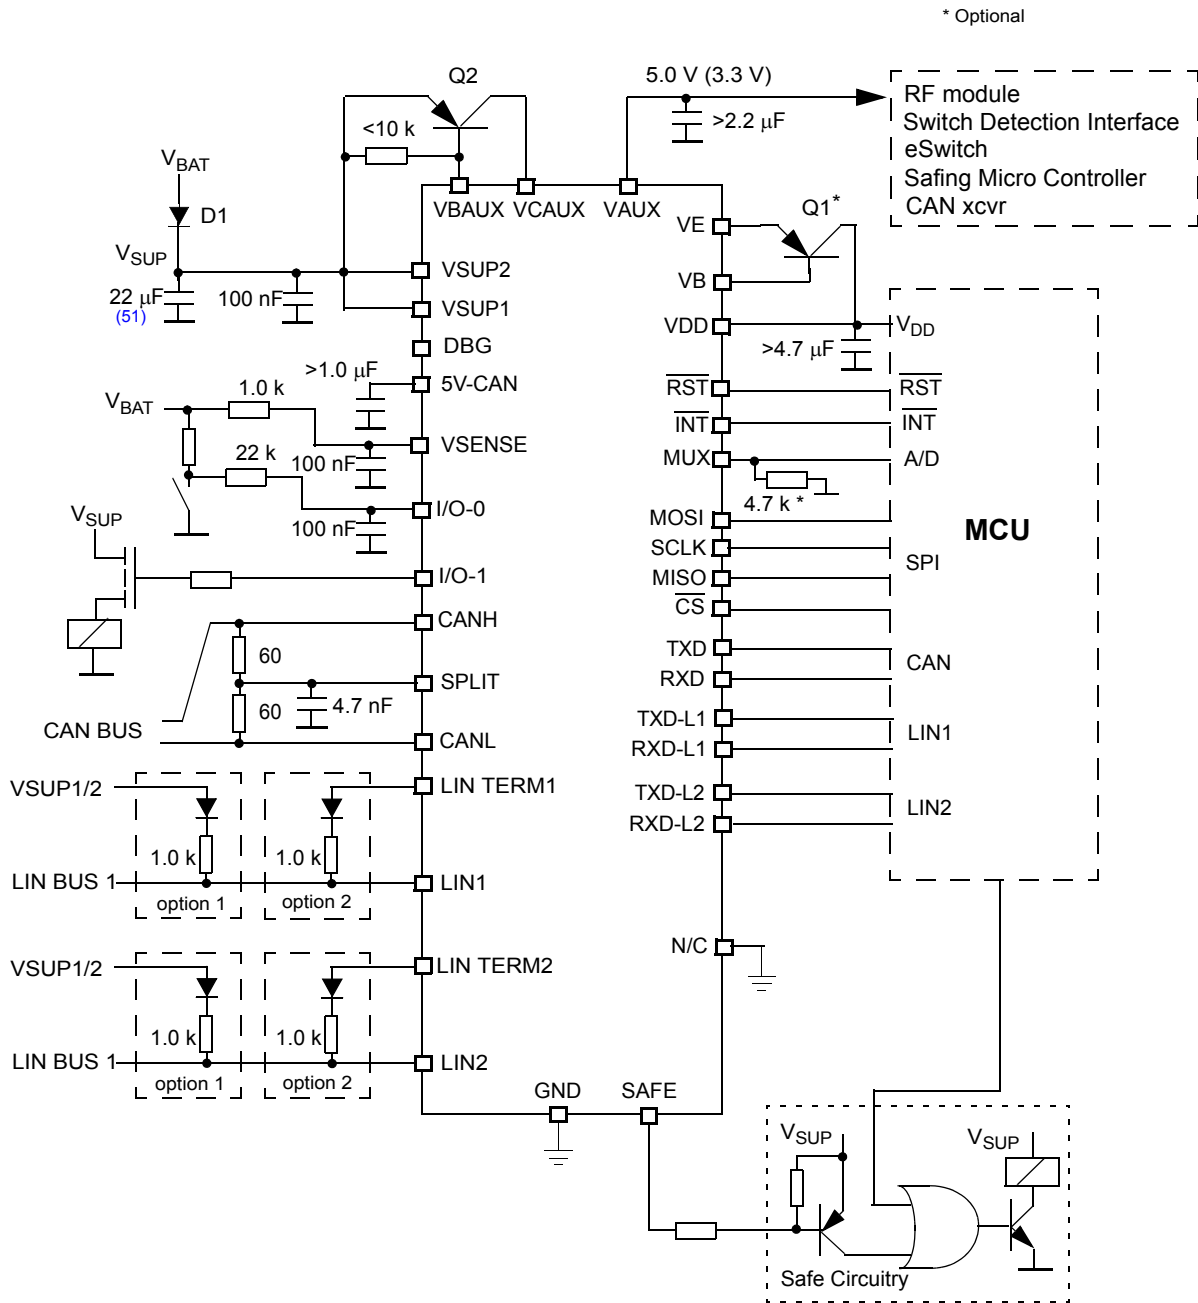 * Optional
Q2
5.0 V (3.3 V)
>2.2 μF
RF module
Switch Detection Interface
eSwitch
Safing Micro Controller
CAN xcvr
<10 k
VBAT
D1
VSUP
22 μF
(51)
100 nF
VBAUX
VCAUX
VAUX
VSUP2
VSUP1
DBG
5V-CAN
>1.0 μF
VBAT
1.0 k
VSENSE
100 nF
22 k
I/O-0
100 nF
VSUP
I/O-1
CANH
60
SPLIT
4.7 nF
60
CAN BUS
CANL
VSUP1/2
LIN TERM1
1.0 k
1.0 k
LIN BUS 1
option 1
option 2
LIN1
VSUP1/2
LIN TERM2
1.0 k
1.0 k
LIN BUS 1
option 1
option 2
LIN2
GND
SAFE
VE
Q1*
VB
VDD
VDD
>4.7 μF
RST
RST
INT
INT
MUX
A/D
4.7 k *
MOSI
SCLK
MISO
CS
SPI
MCU
TXD
RXD
CAN
TXD-L1
RXD-L1
LIN1
TXD-L2
RXD-L2
LIN2
N/C
VSUP
VSUP
Safe Circuitry